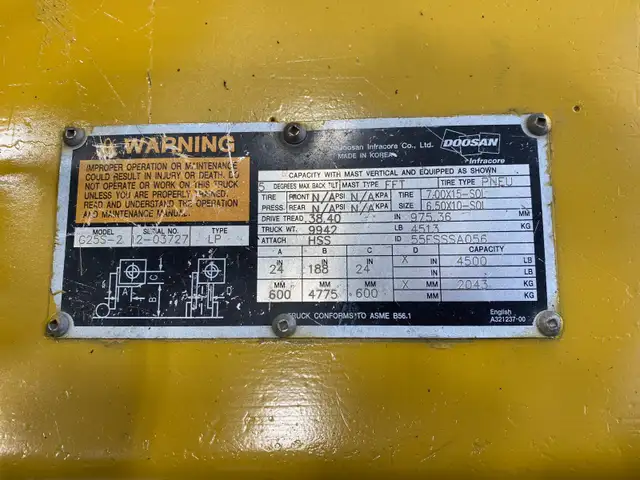 WARNING
IMPROPER OPERATION OR MAINTENANCE
COULD RESULT IN INJURY OR DEATH. DO
NOT OPERATE OR WORK ON THIS TRUCK
UNLESS YOU ARE PROPERLY TRAINED.
READ AND UNDERSTAND THE OPERATION
AND MAINTENANCE MANUAL.
MODEL SERIAL NO. TYPE
G25S-2 2-03727 LP
A B C D
Doosan Infracore Co., Ltd.
MADE IN KOREA
DOOSAN
Infracore
CAPACITY WITH MAST VERTICAL AND EQUIPPED AS SHOWN
5 DEGREES MAX BACK TILT MAST TYPE FFT TIRE TYPE PNEU
TIRE FRONT N/A PSI N/A KPA TIRE 7.00X15-SOL
PRESS. REAR N/A PSI N/A KPA SIZE 6.50X10-SOL
DRIVE TREAD 38.40 IN 975.36 MM
TRUCK WT. 9942 LB 4513 KG
ATTACH HSS ID 55FSSSA056
A B C D CAPACITY
IN IN IN X IN 4500 LB
24 188 24
MM MM MM X MM 2043 KG
600 4775 600
TRUCK CONFORMS TO ASME B56.1
English
A321237-00